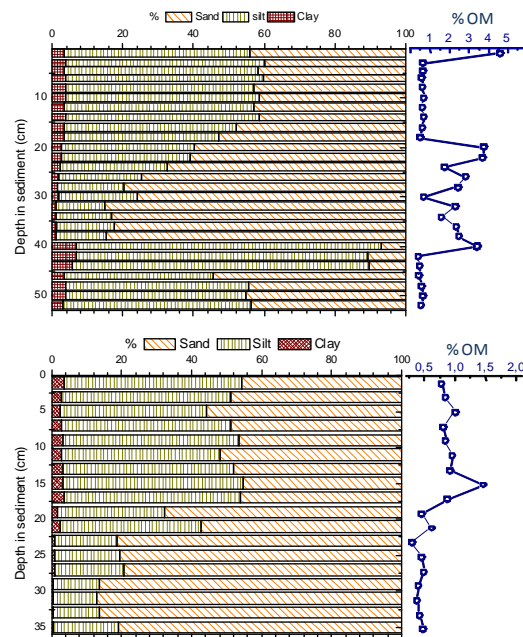 % Sand silt Clay
0 20 40 60 80 100
%OM
1 2 3 4 5
Depth in sediment (cm)
10
20
30
40
50
% Sand Silt Clay
0 20 40 60 80 100
%OM
0,5 1,0 1,5 2,0
Depth in sediment (cm)
0
5
10
15
20
25
30
35